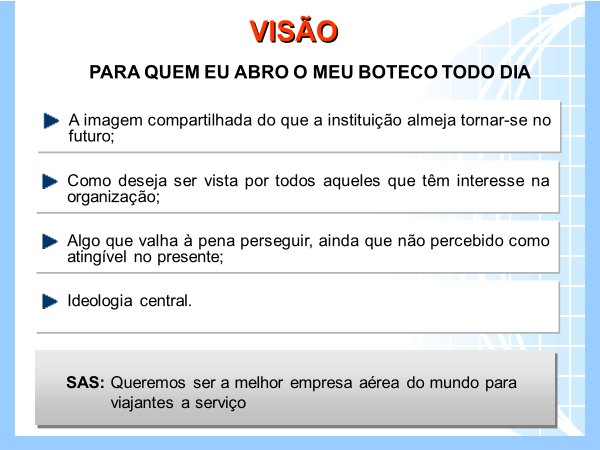 VISÃO
PARA QUEM EU ABRO O MEU BOTECO TODO DIA
A imagem compartilhada do que a instituição almeja tornar-se no
futuro;
Como deseja ser vista por todos aqueles que têm interesse na
organização;
Algo que valha à pena perseguir, ainda que não percebido como
atingível no presente;
Ideologia central.
SAS: Queremos ser a melhor empresa aérea do mundo para
viajantes a serviço